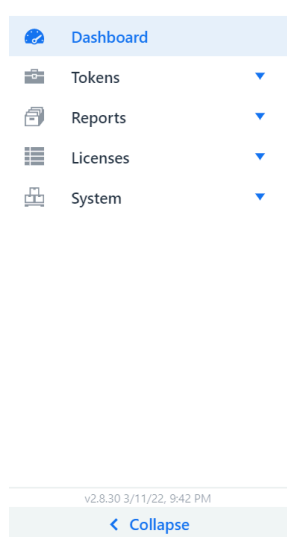 Dashboard
Tokens
Reports
Licenses
System
v2.8.30 3/11/22, 9:42 PM
Collapse